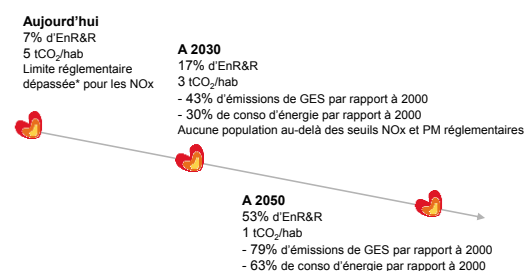 Aujourd'hui
7% d'EnR&R
5 tCO₂/hab
Limite réglementaire
dépassée* pour les NOx
A 2030
17% d'EnR&R
3 tCO₂/hab
- 43% d'émissions de GES par rapport à 2000
- 30% de conso d'énergie par rapport à 2000
Aucune population au-delà des seuils NOx et PM réglementaires
A 2050
53% d'EnR&R
1 tCO₂/hab
- 79% d'émissions de GES par rapport à 2000
- 63% de conso d'énergie par rapport à 2000